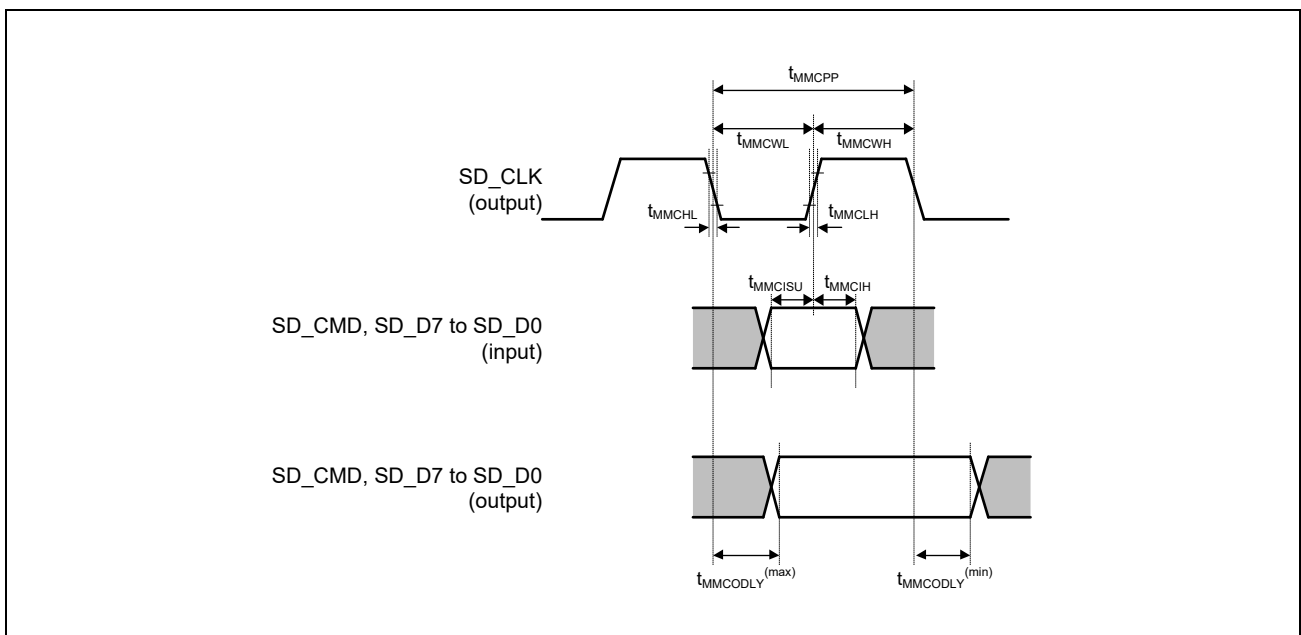 tMMCPP
tMMCWL
tMMCWH
SD_CLK
(output)
tMMCHL
tMMCLH
tMMCISU
tMMCIH
SD_CMD, SD_D7 to SD_D0
(input)
SD_CMD, SD_D7 to SD_D0
(output)
tMMCODLY(max)
tMMCODLY(min)